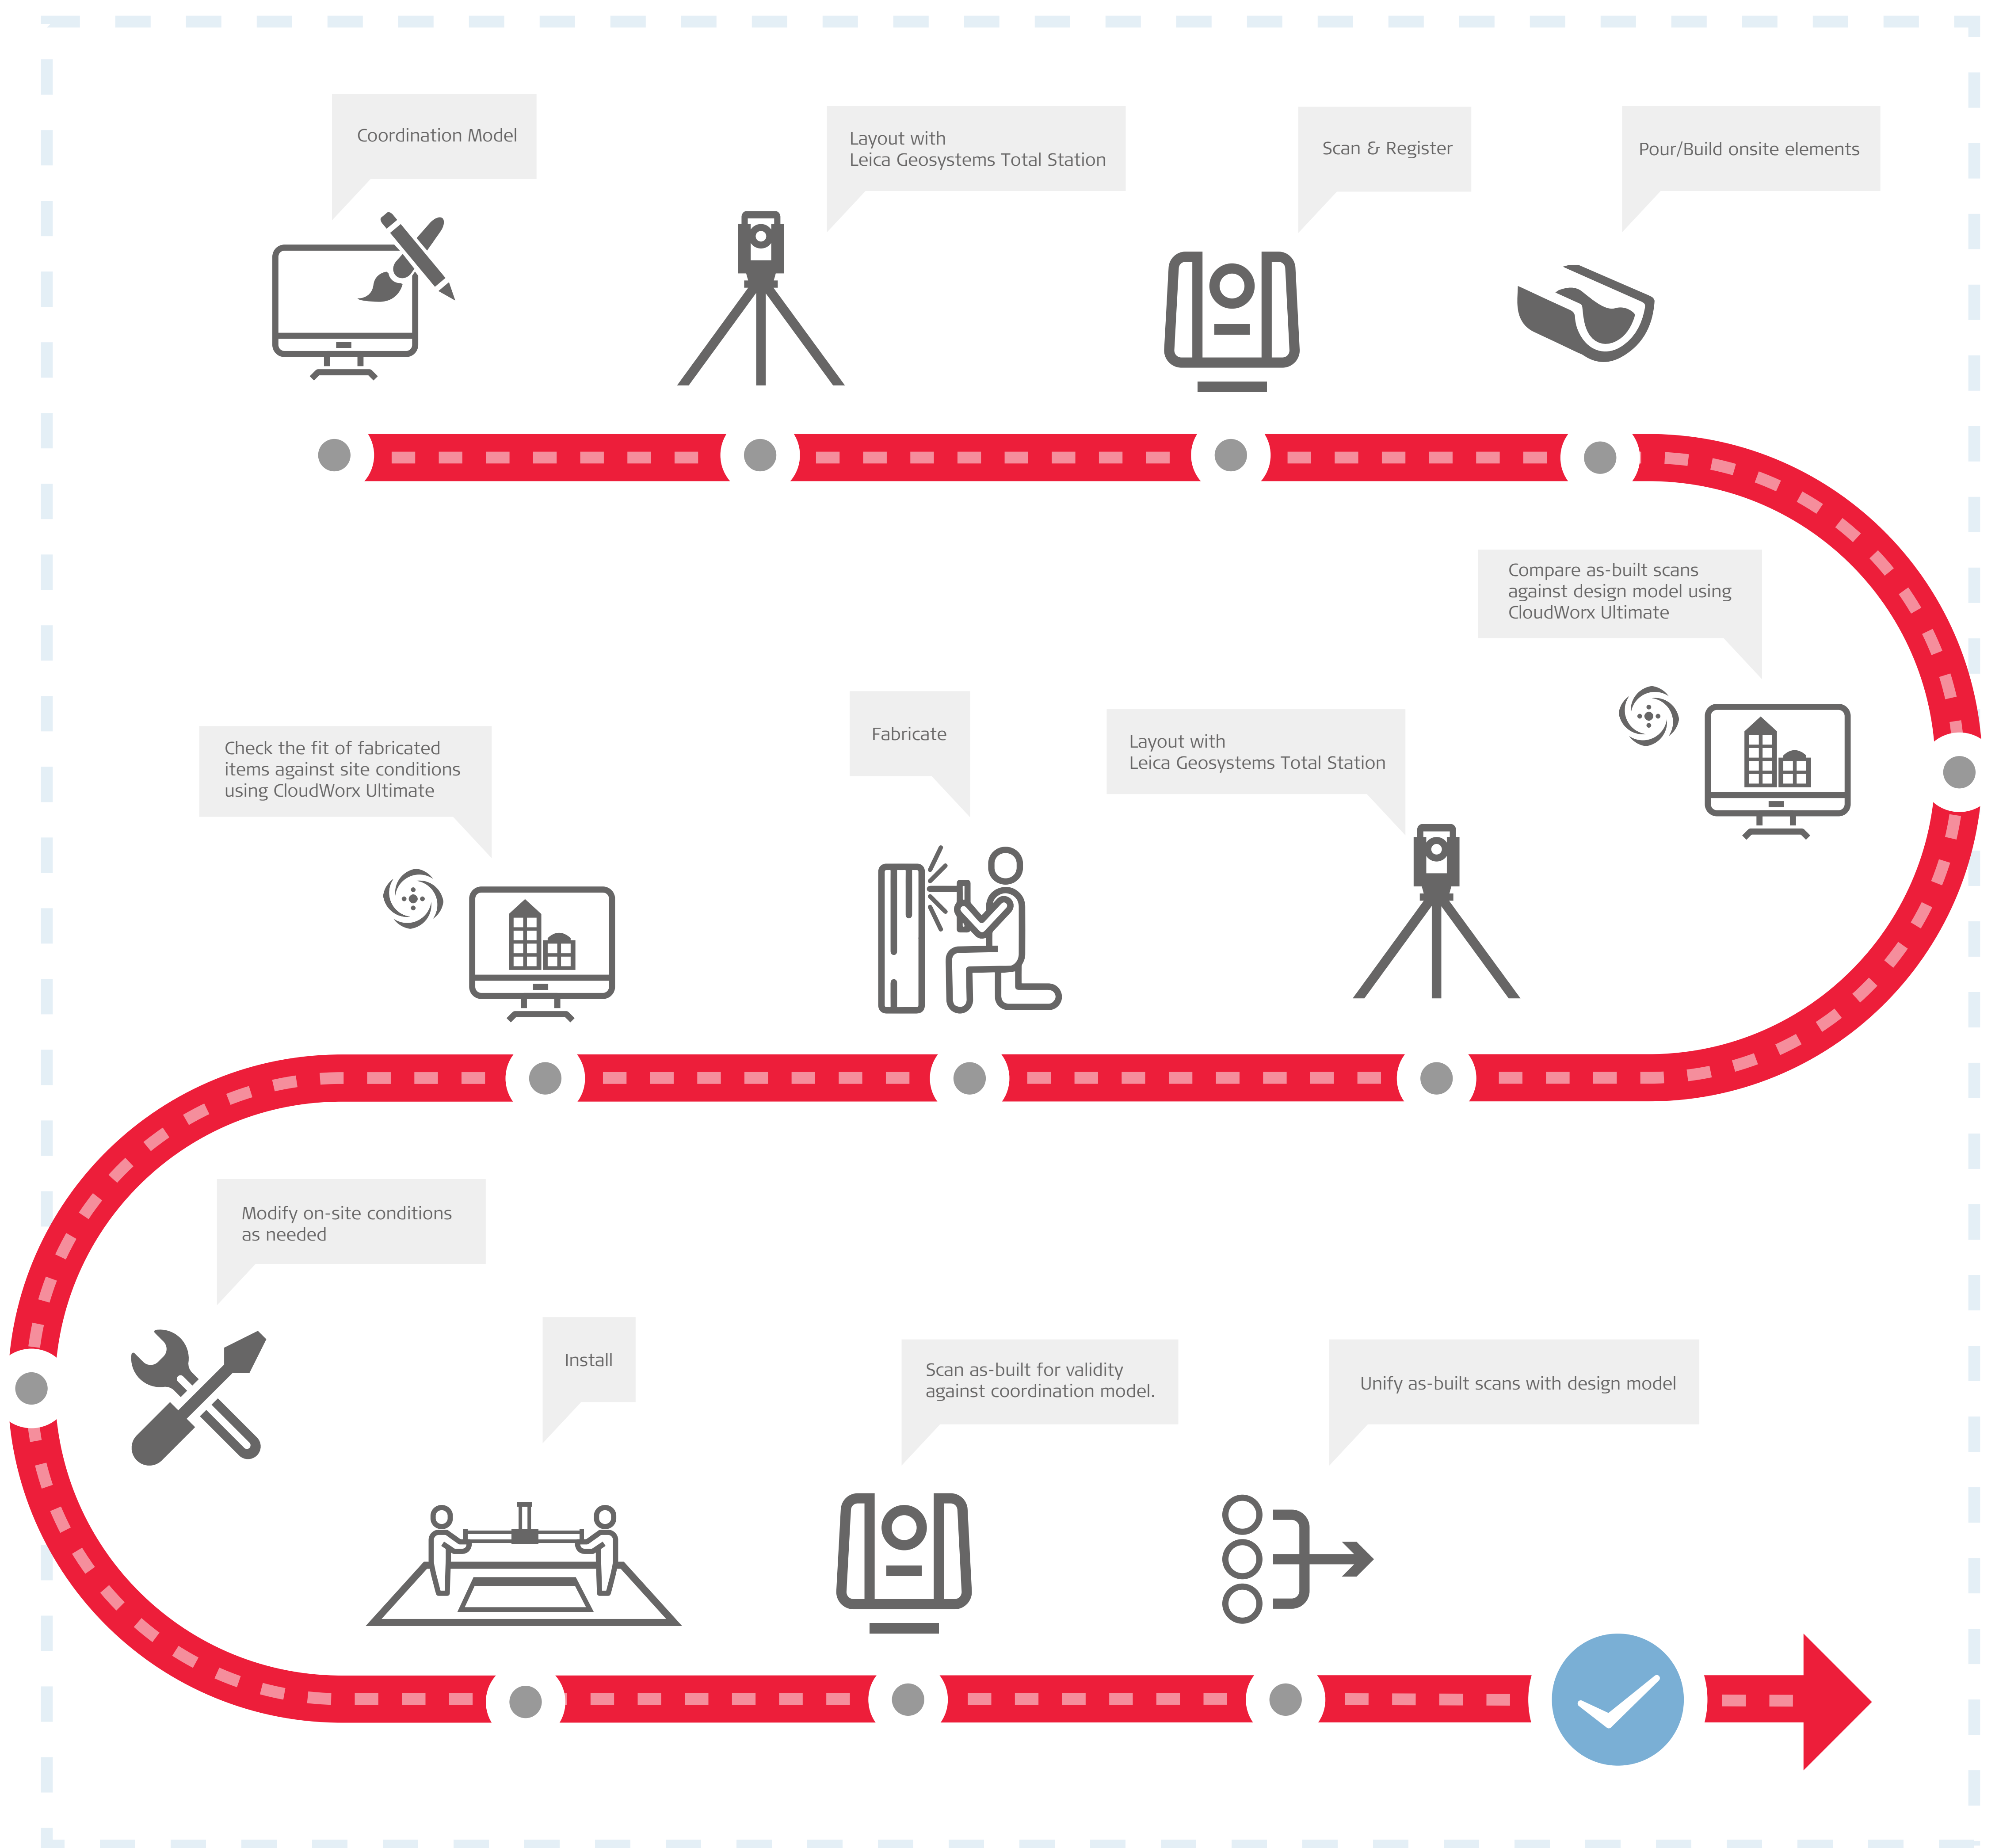 Coordination Model
Layout with
Leica Geosystems Total Station
Scan & Register
Pour/Build onsite elements
Compare as-built scans
against design model using
CloudWorx Ultimate
Layout with
Leica Geosystems Total Station
Fabricate
Check the fit of fabricated
items against site conditions
using CloudWorx Ultimate
Modify on-site conditions
as needed
Install
Scan as-built for validity
against coordination model.
Unify as-built scans with design model